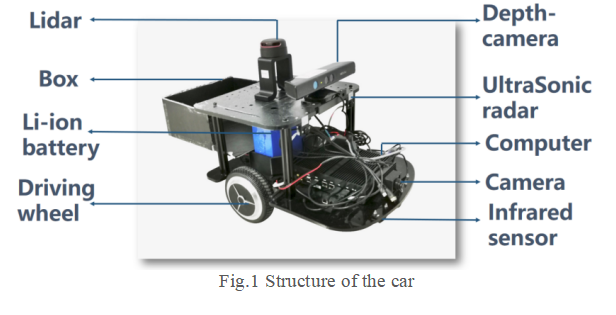 Lidar
Box
Li-ion
battery
Driving
wheel
Depth-
camera
UltraSonic
radar
Computer
Camera
Infrared
sensor
Fig.1 Structure of the car